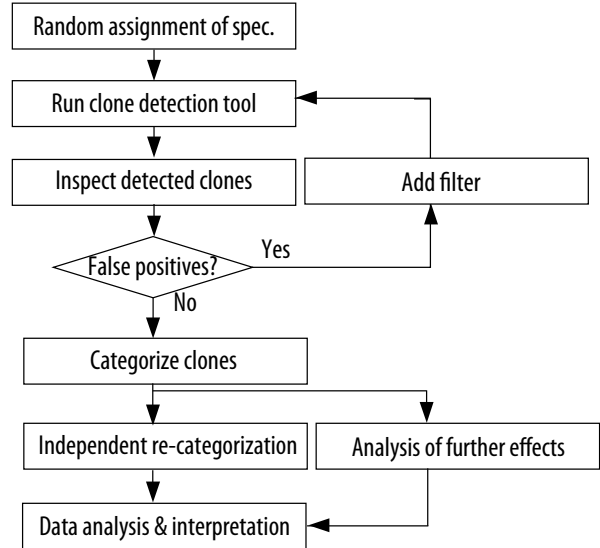 Random assignment of spec.
Run clone detection tool
Inspect detected clones
Add filter
False positives?
Yes
No
Categorize clones
Independent re-categorization
Analysis of further effects
Data analysis & interpretation